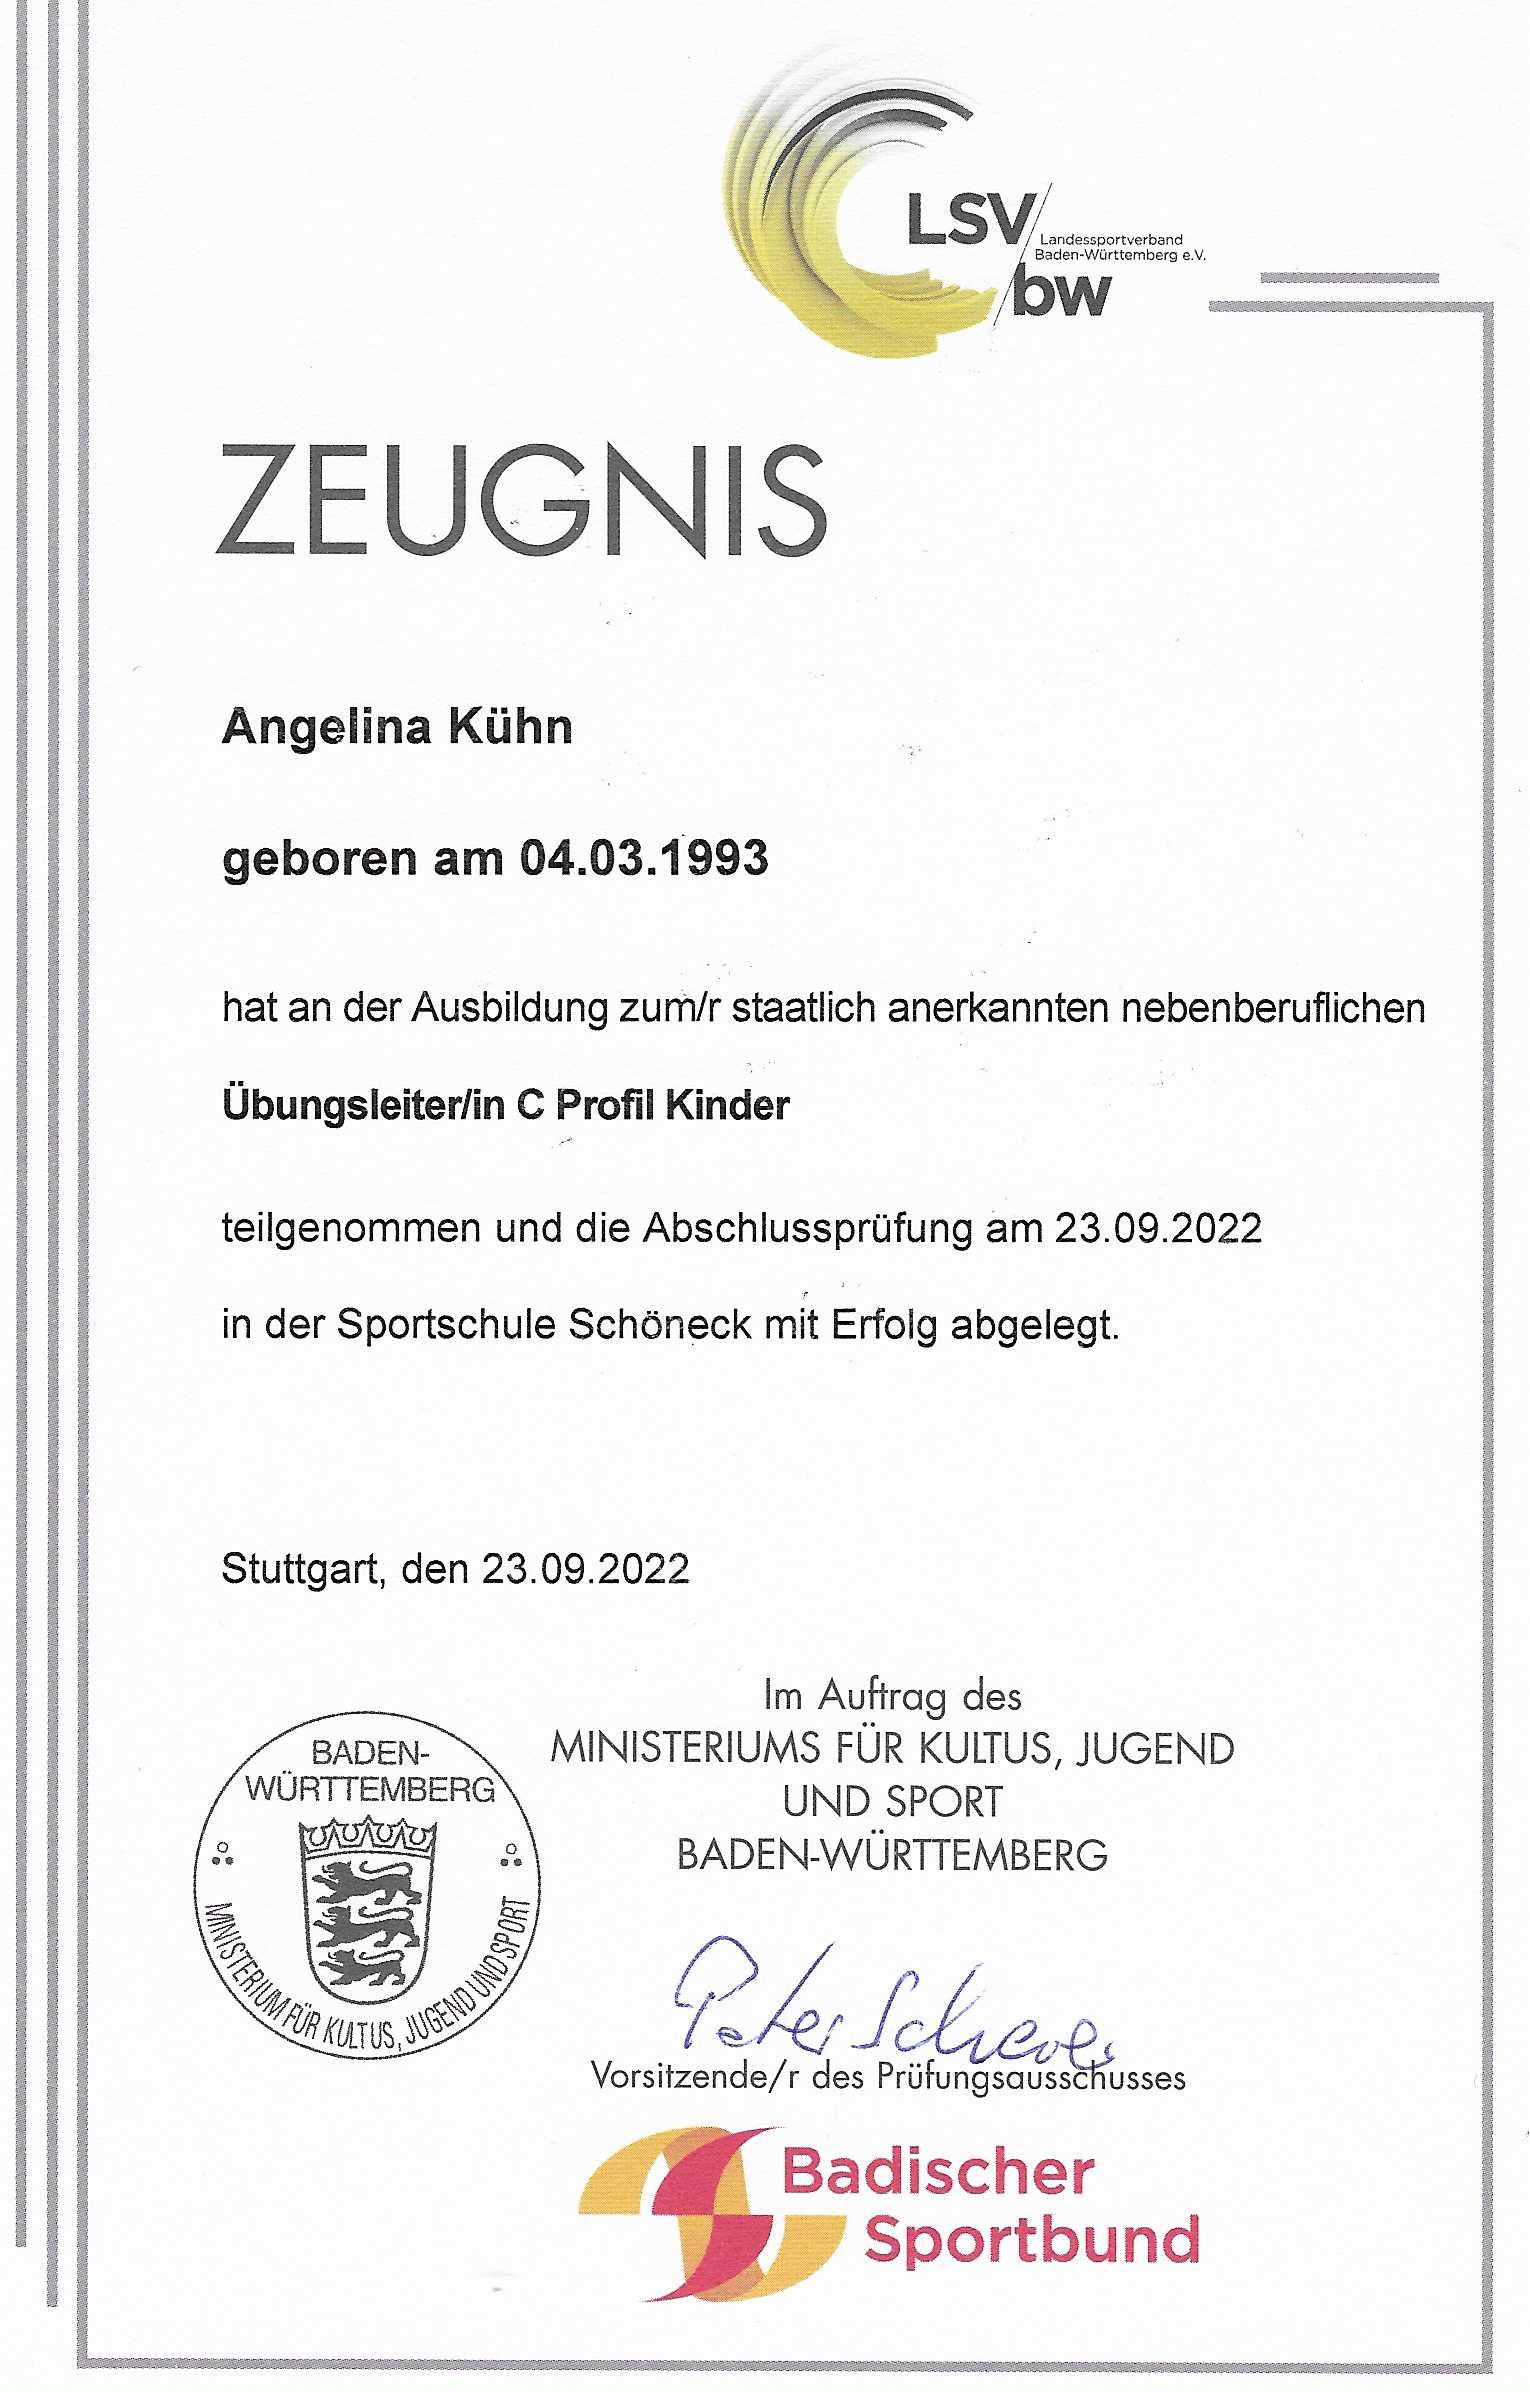 LSV
Landessportverband
Baden-Württemberg e.V.
bw
ZEUGNIS
Angelina Kühn
geboren am 04.03.1993
hat an der Ausbildung zum/r staatlich anerkannten nebenberuflichen
Übungsleiter/in C Profil Kinder
teilgenommen und die Abschlussprüfung am 23.09.2022
in der Sportschule Schöneck mit Erfolg abgelegt.
Stuttgart, den 23.09.2022
Im Auftrag des
MINISTERIUMS FÜR KULTUS, JUGEND
UND SPORT
BADEN-WÜRTTEMBERG
BADEN-
WÜRTTEMBERG
MINISTERIUM FÜR KULTUS, JUGEND UND SPORT
Peter
Vorsitzende/r des Prüfungsausschusses
Badischer
Sportbund